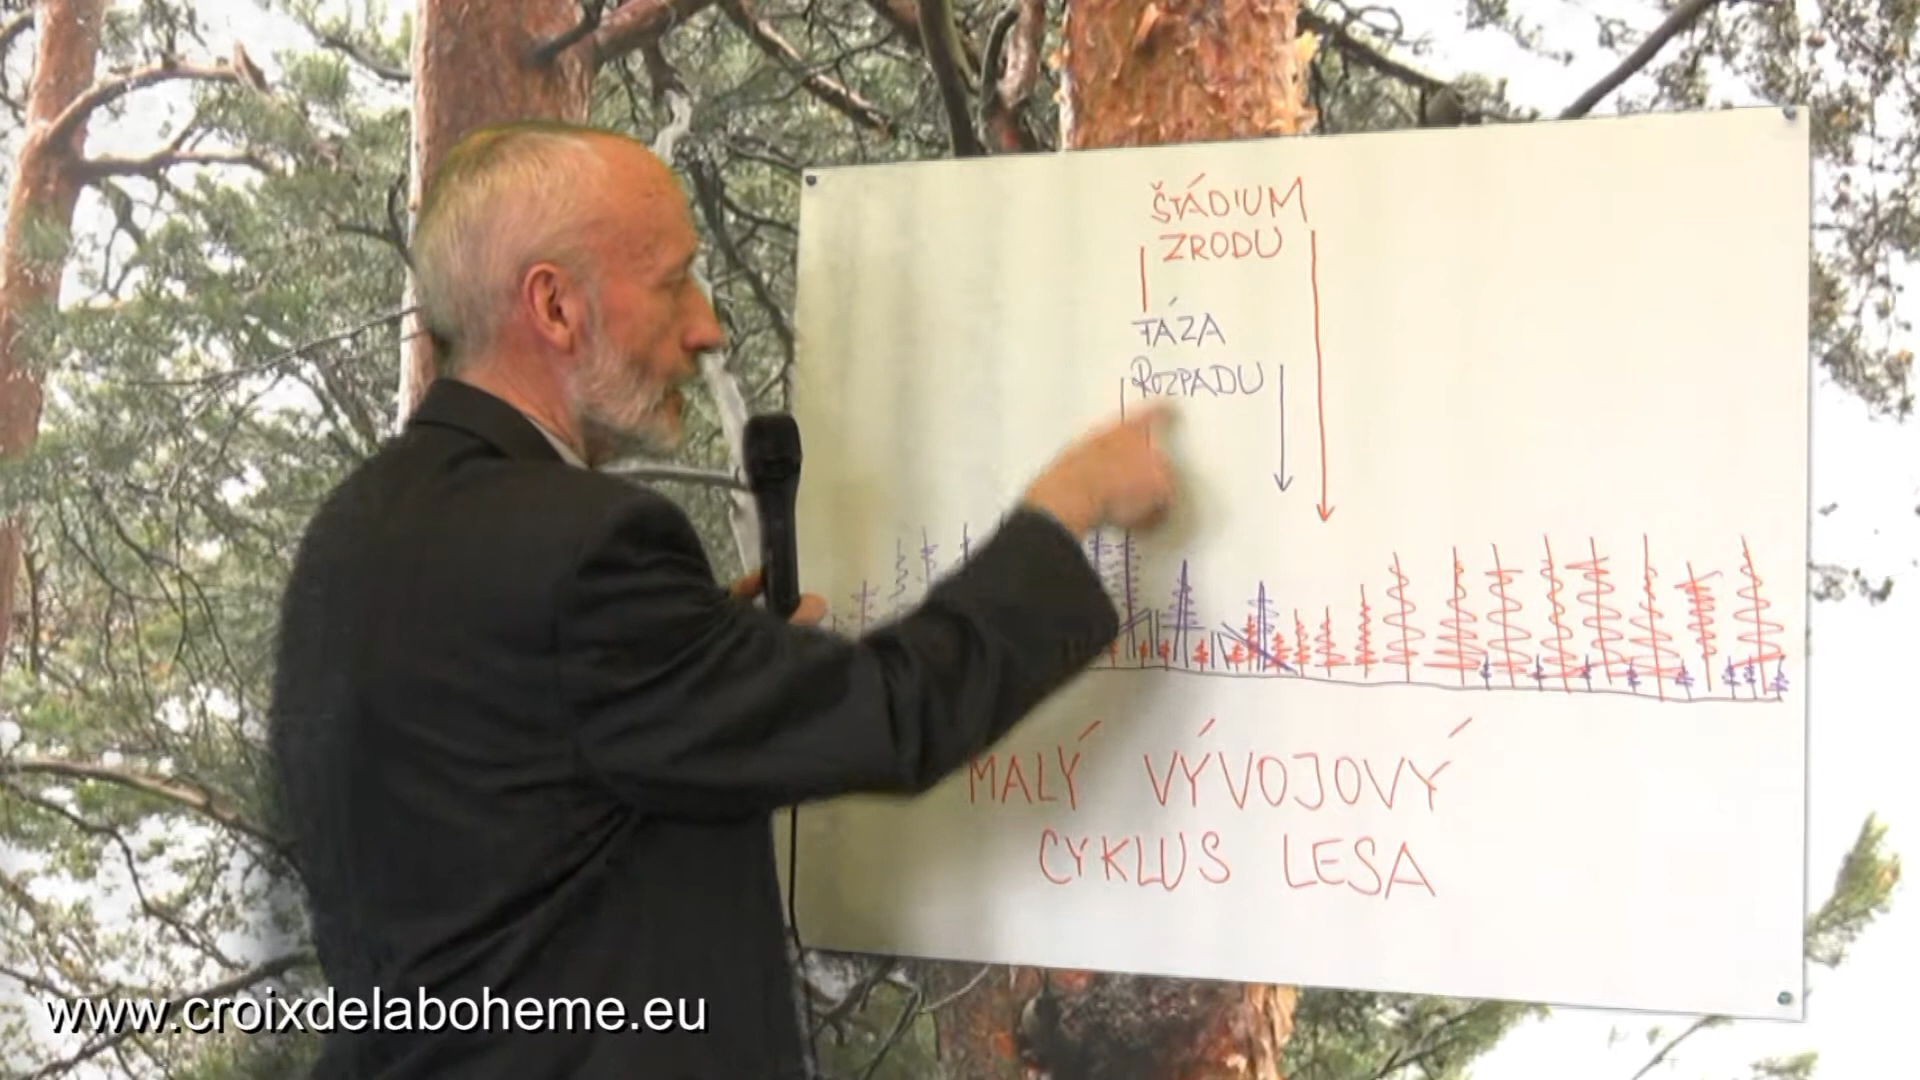 ŠTÁDIUM
ZRODU
FÁZA
ROZPADU
MALÝ VÝVOJOVÝ
CYKLUS LESA
www.croixdelaboheme.eu